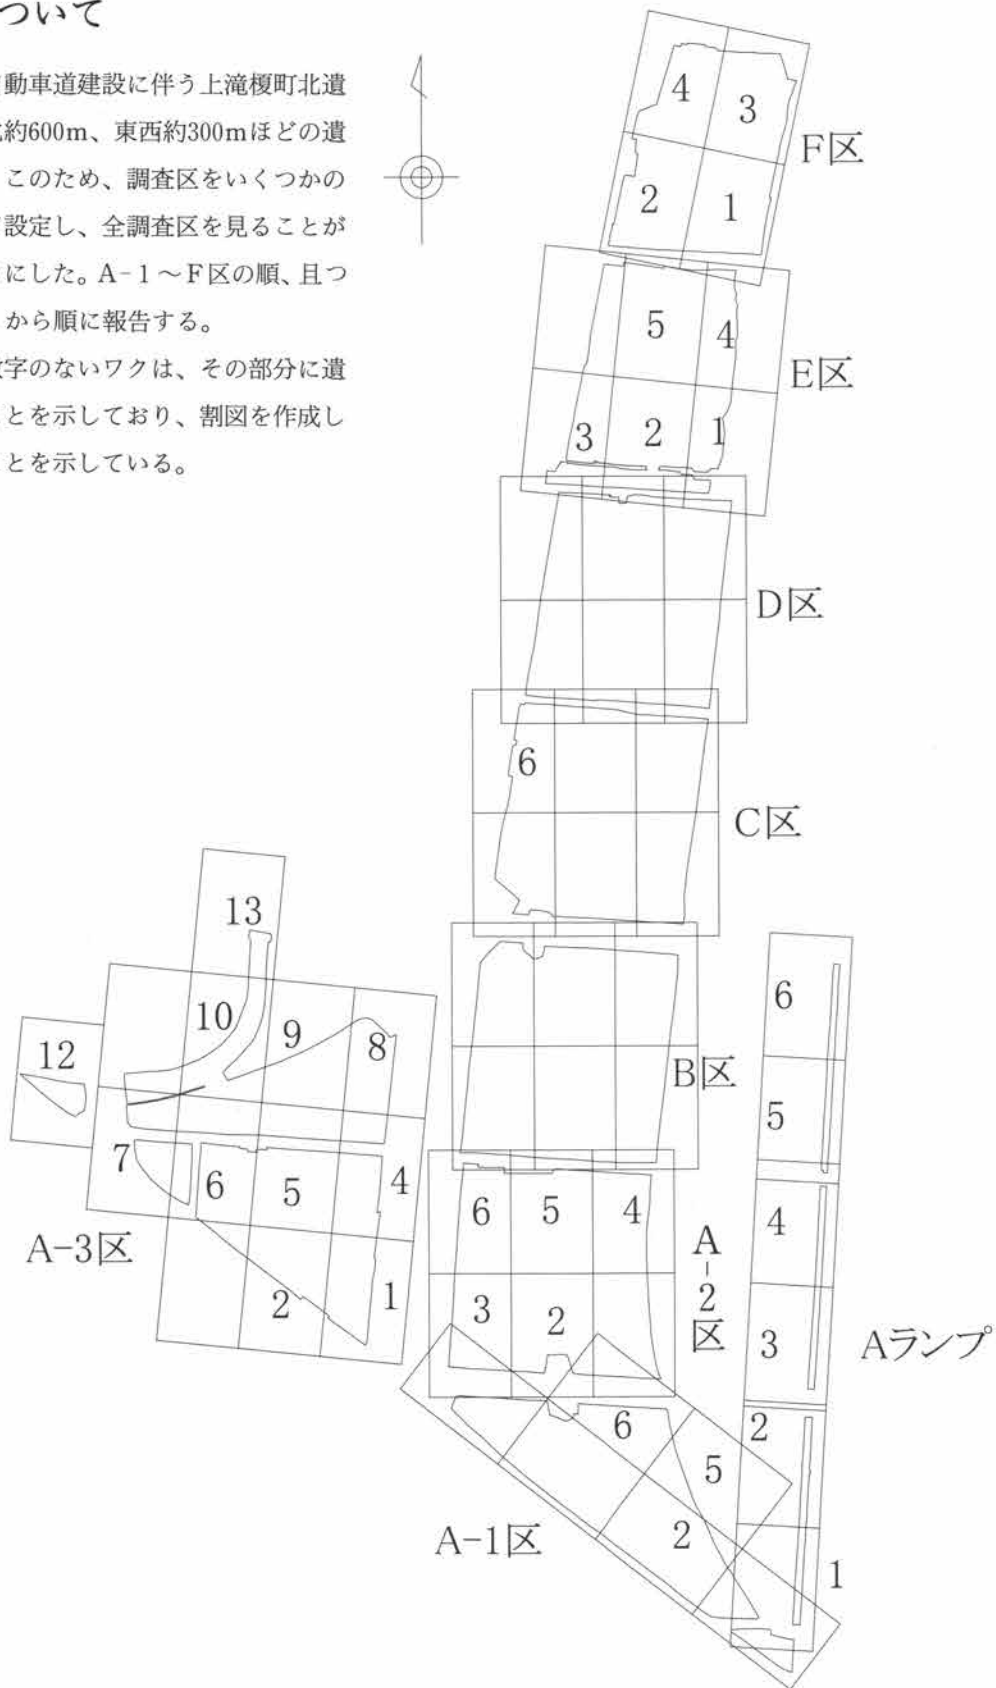 ついて
動車道建設に伴う上滝榎町北遺
約600m、東西約300mほどの遺
このため、調査区をいくつかの
設定し、全調査区を見ることが
にした。A-1～F区の順、且つ
から順に報告する。
字のないワクは、その部分に遺
とを示しており、割図を作成し
とを示している。
4
3
F区
2
1
5
4
E区
3
2
1
D区
6
C区
13
10
9
8
12
7
6
5
4
A-3区
2
1
B区
6
5
4
3
2
A-2区
6
5
2
A-1区
6
5
4
3
Aランプ
2
1